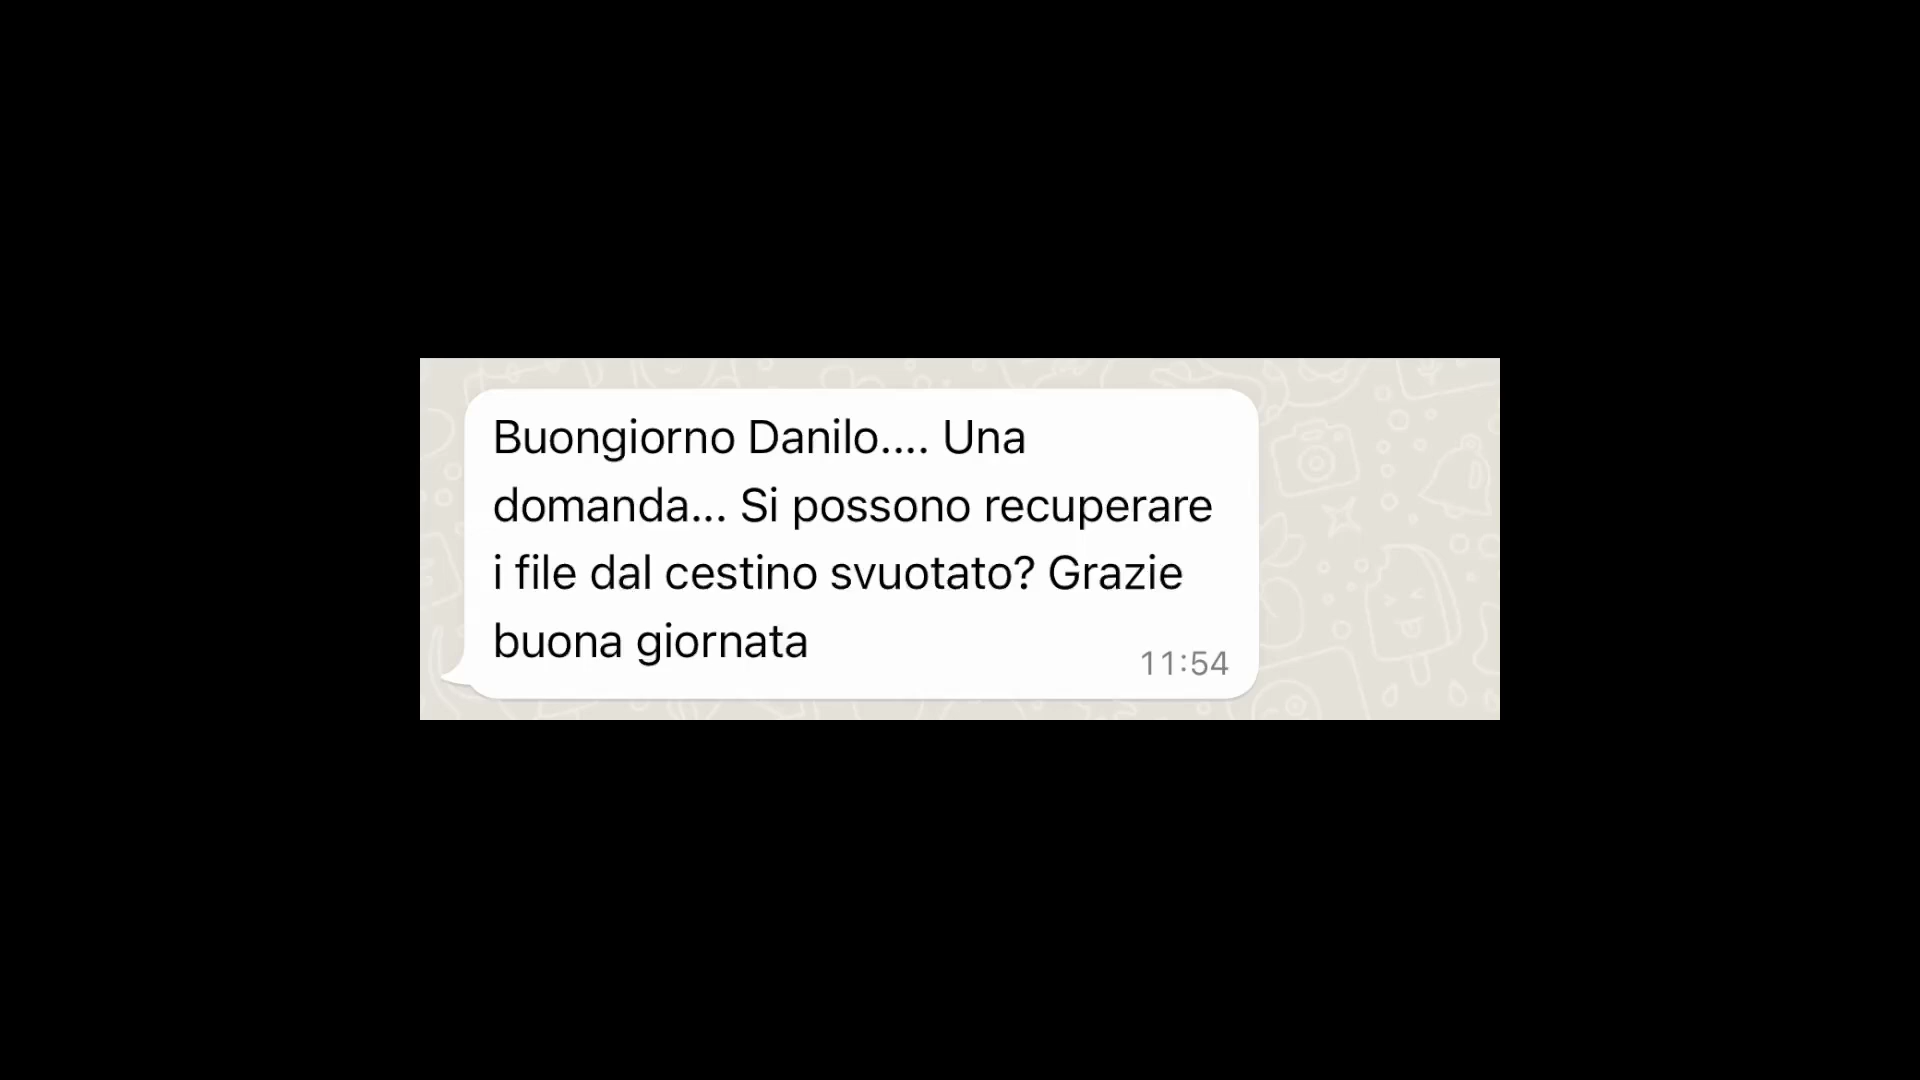 Buongiorno Danilo.... Una
domanda... Si possono recuperare
i file dal cestino svuotato? Grazie
buona giornata
11:54